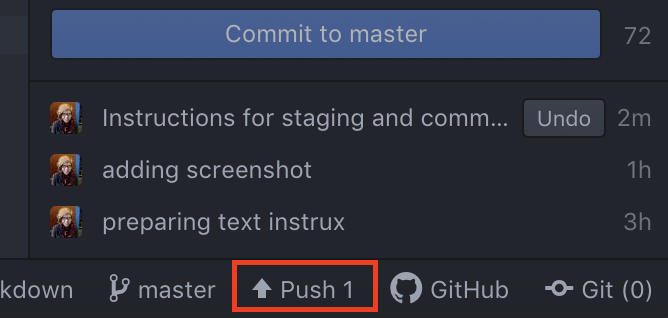 Commit to master 72
Instructions for staging and comm... Undo 2m
adding screenshot 1h
preparing text instrux 3h
kdown master Push 1 GitHub Git (0)